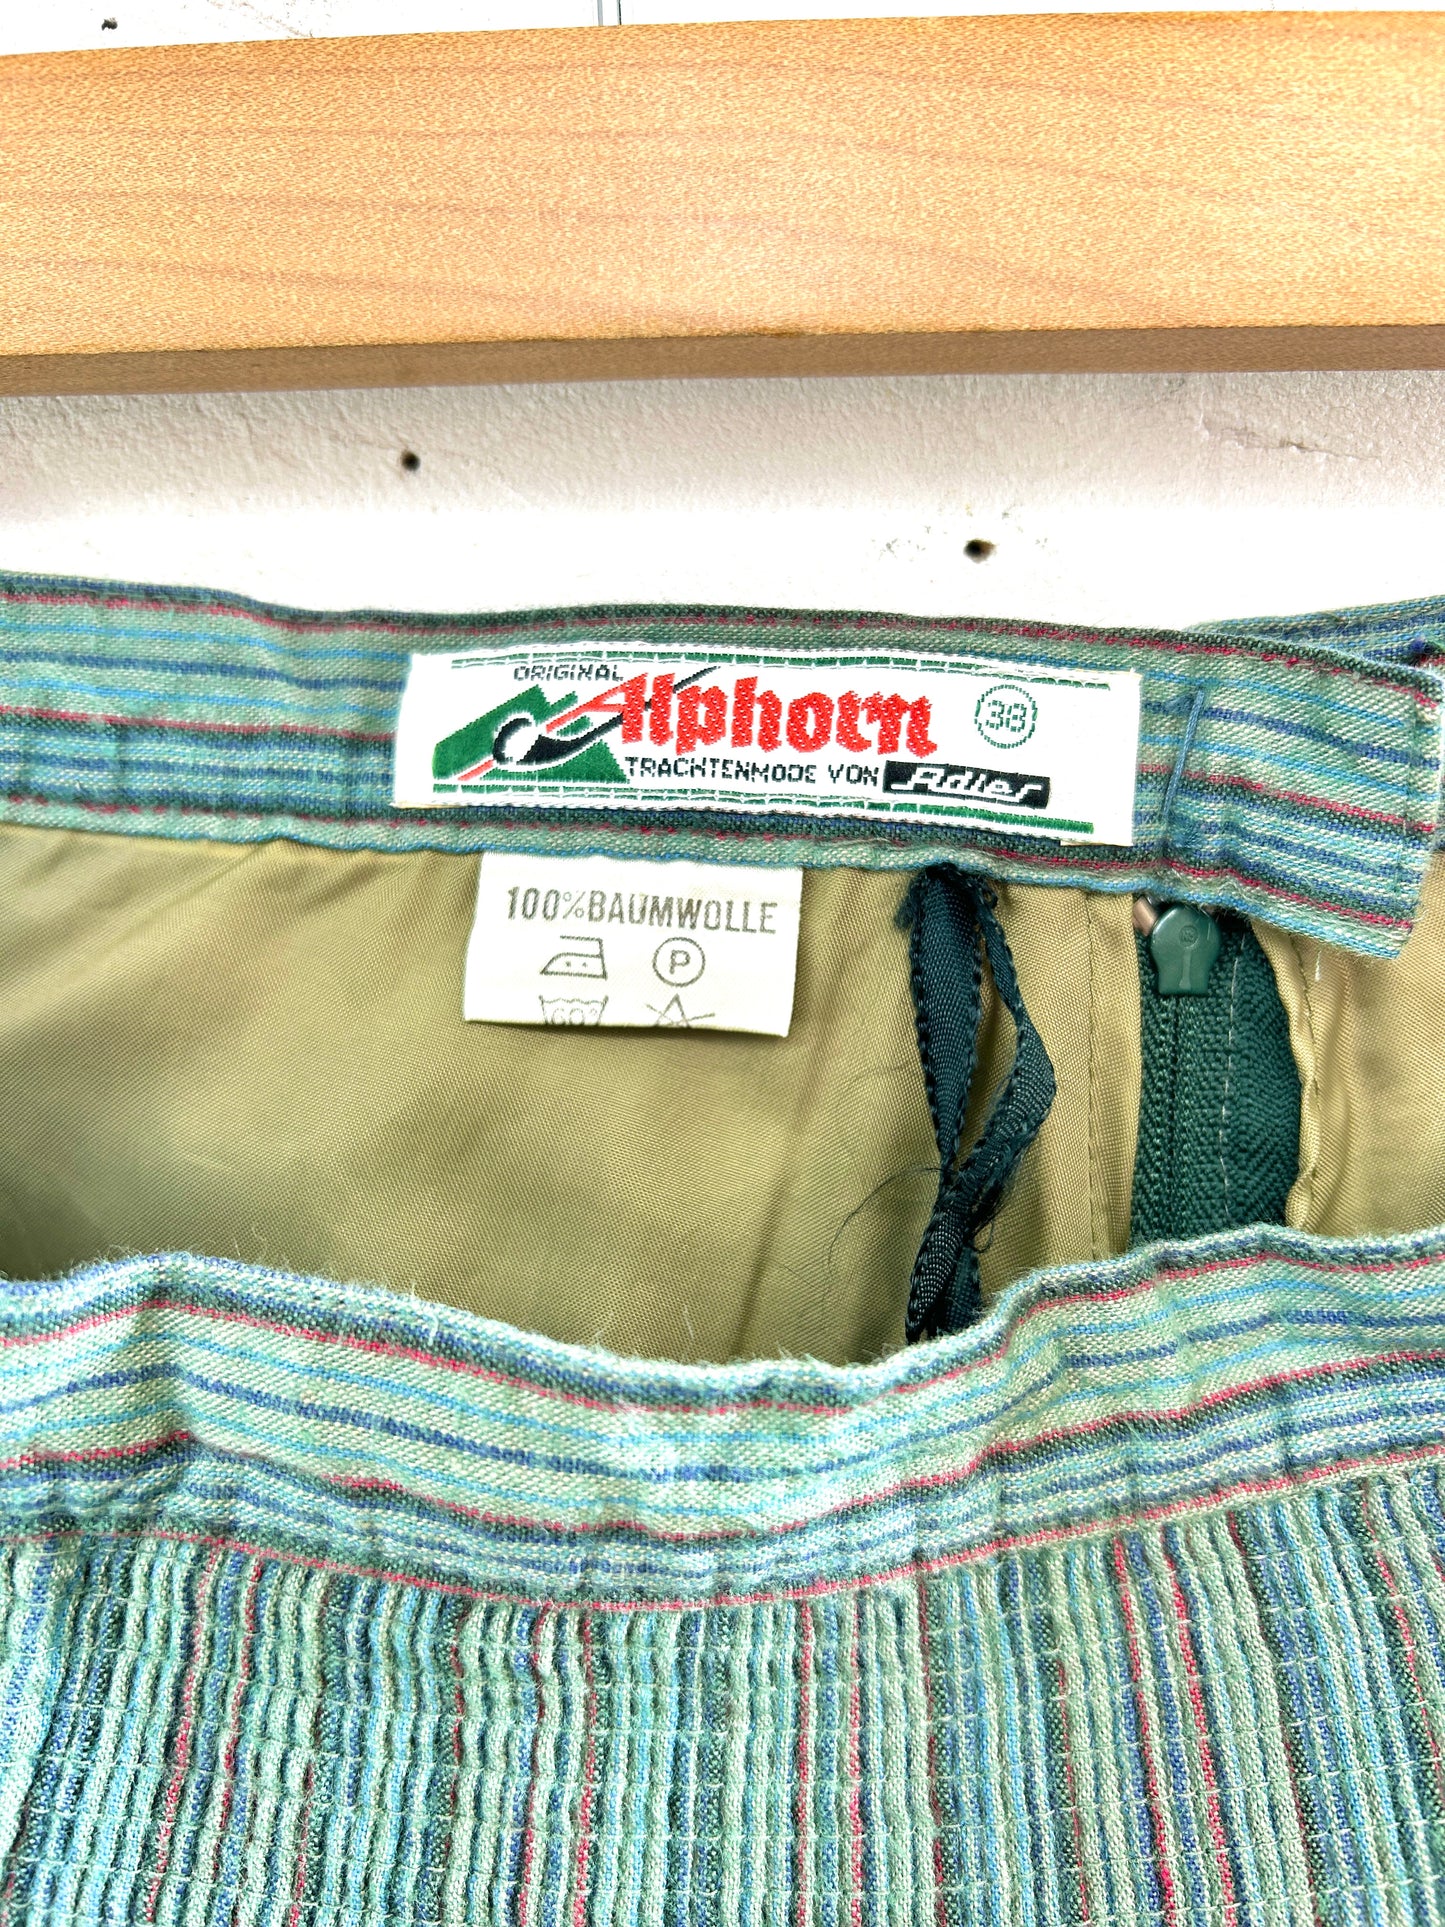 ORIGINAL
Alphorn
38
TRACHTENMODE VON Adler
100%BAUMWOLLE
P
60°
A